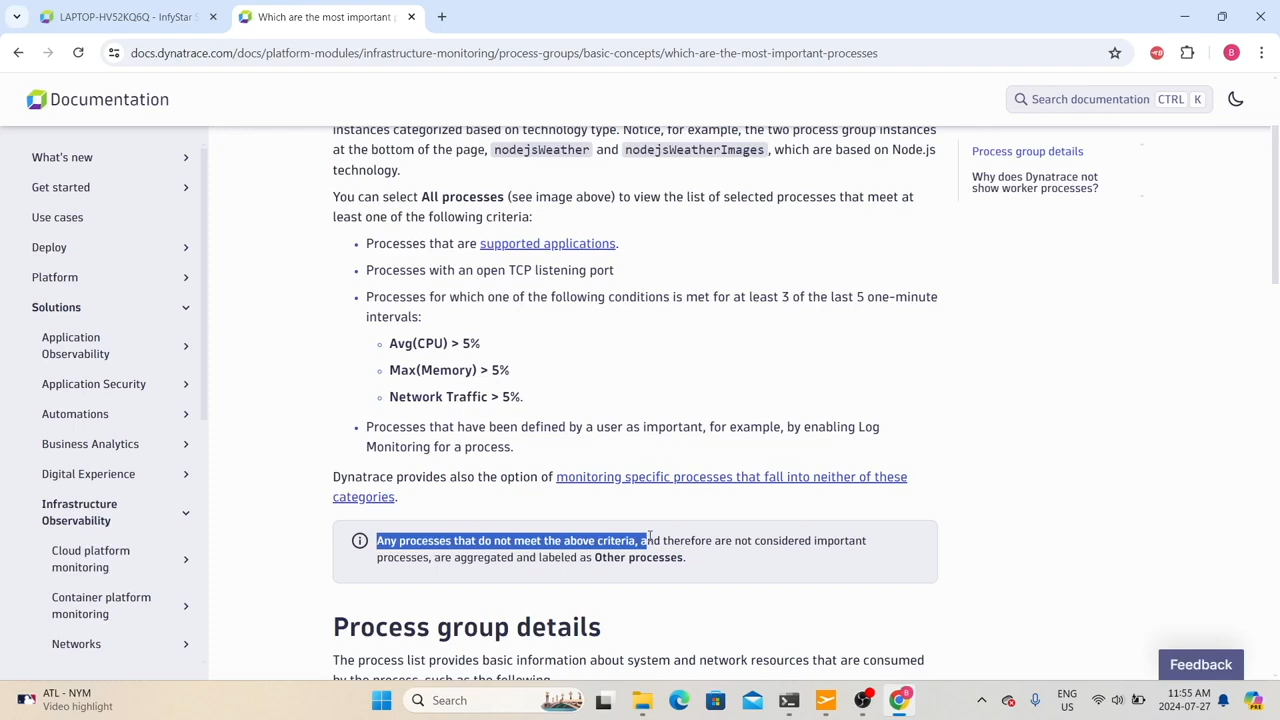 LAPTOP-HV52KQ6Q - InfyStar S
Which are the most important p
docs.dynatrace.com/docs/platform-modules/infrastructure-monitoring/process-groups/basic-concepts/which-are-the-most-important-processes
B
Documentation
Search documentation CTRL K
What's new
Get started
Use cases
Deploy
Platform
Solutions
Application
Observability
Application Security
Automations
Business Analytics
Digital Experience
Infrastructure
Observability
Cloud platform
monitoring
Container platform
monitoring
Networks
instances categorized based on technology type. Notice, for example, the two process group instances
at the bottom of the page, nodejsWeather and nodejsWeatherImages, which are based on Node.js
technology.
You can select All processes (see image above) to view the list of selected processes that meet at
least one of the following criteria:
• Processes that are supported applications.
• Processes with an open TCP listening port
• Processes for which one of the following conditions is met for at least 3 of the last 5 one-minute
intervals:
◦ Avg(CPU) > 5%
◦ Max(Memory) > 5%
◦ Network Traffic > 5%.
• Processes that have been defined by a user as important, for example, by enabling Log
Monitoring for a process.
Dynatrace provides also the option of monitoring specific processes that fall into neither of these
categories.
Any processes that do not meet the above criteria, and therefore are not considered important
processes, are aggregated and labeled as Other processes.
Process group details
The process list provides basic information about system and network resources that are consumed
by the process, such as the following.
Process group details
Why does Dynatrace not
show worker processes?
Feedback
ATL - NYM
Video highlight
Search
ENG
US
11:55 AM
2024-07-27